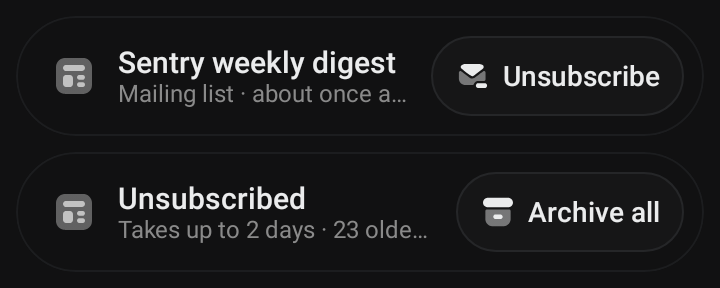 Sentry weekly digest
Mailing list · about once a…
Unsubscribe
Unsubscribed
Takes up to 2 days · 23 olde…
Archive all